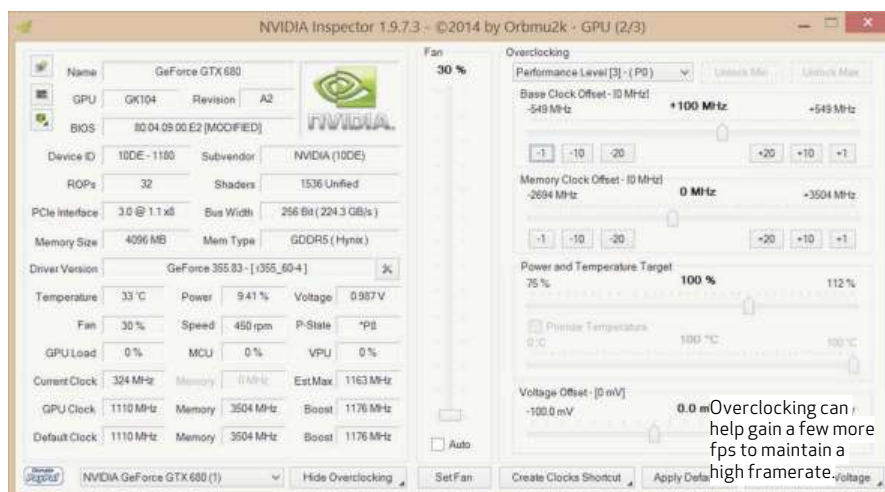 NVIDIA Inspector 1.9.7.3 - ©2014 by Orbmu2k - GPU (2/3)
Name GeForce GTX 680
GPU GK104 Revision A2
BIOS 80.04.09.00.E2 [MODIFIED]
NVIDIA.
Device ID 10DE - 1180 Subvendor NVIDIA (10DE)
ROPs 32 Shaders 1536 Unified
PCIe Interface 3.0 @ 1.1 x8 Bus Width 256 Bit ( 224.3 GB/s )
Memory Size 4096 MB Mem Type GDDR5 ( Hynix )
Driver Version GeForce 355.83 - [ r355_60-4 ]
Temperature 33 °C Power 9.41 % Voltage 0.987 V
Fan 30 % Speed 450 rpm P-State
GPU Load 0 % MCU 0 % VPU 0 %
Current Clock 324 MHz Memory 0 MHz Est Max 1163 MHz
GPU Clock 1110 MHz Memory 3504 MHz Boost 1176 MHz
Default Clock 1110 MHz Memory 3504 MHz Boost 1176 MHz
NVIDIA GeForce GTX 680 (1) Hide Overclocking
Fan
30 %
Auto
Set Fan
Overclocking
Performance Level [3] - ( P0 ) Unlock Min Unlock Max
Base Clock Offset - [0 MHz]
-549 MHz +100 MHz +549 MHz
-1 -10 -20 +20 +10 +1
Memory Clock Offset - [0 MHz]
-2694 MHz 0 MHz +3504 MHz
-1 -10 -20 +20 +10 +1
Power and Temperature Target
75 % 100 % 112 %
Prioritize Temperature
0 °C 100 °C 100 °C
Voltage Offset - [0 mV]
-100.0 mV 0.0 m
Create Clocks Shortcut Apply Defa Voltage
Overclocking can
help gain a few more
fps to maintain a
high framerate.